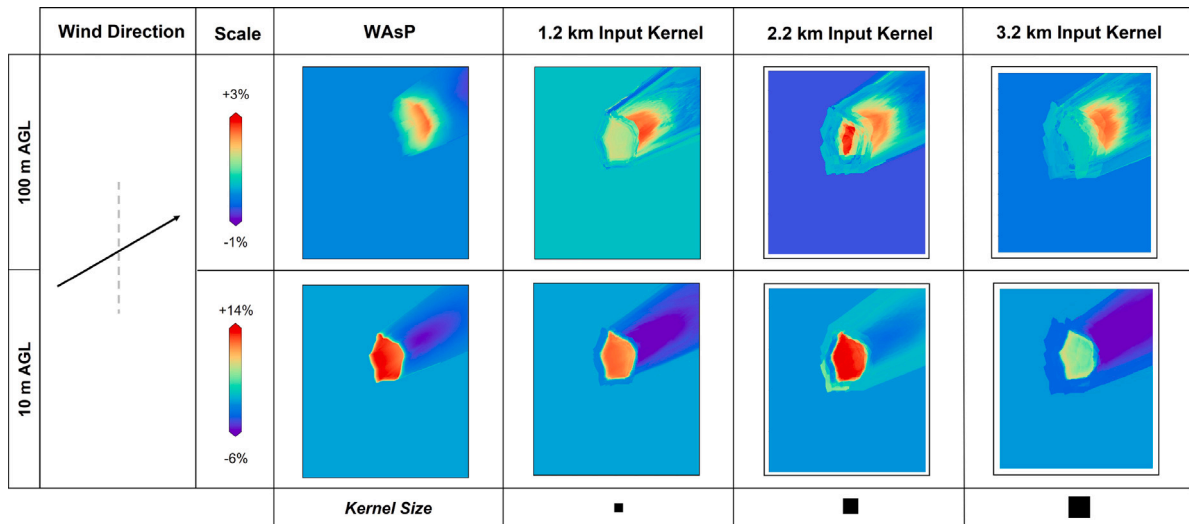 Wind Direction
Scale
WAsP
1.2 km Input Kernel
2.2 km Input Kernel
3.2 km Input Kernel
100 m AGL
+3%
-1%
10 m AGL
+14%
-6%
Kernel Size